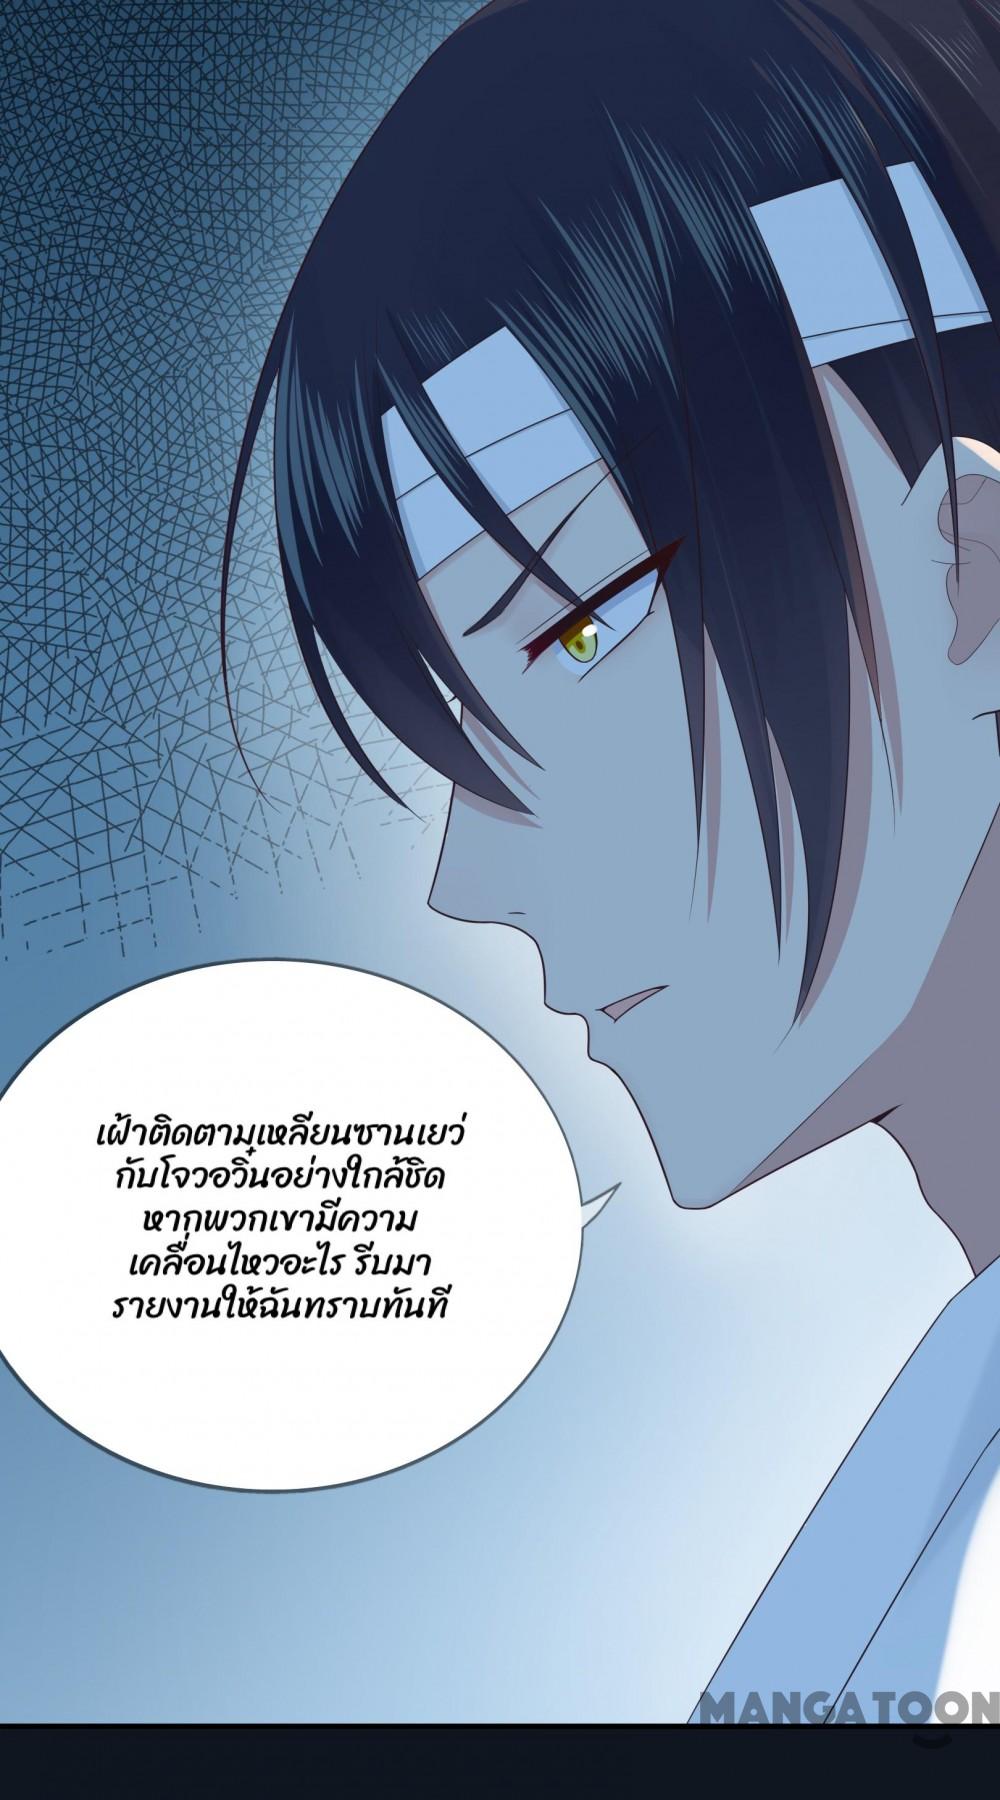 เฝ้าติดตามเหลียนซานเยว่
กับโจวอวิ๋นอย่างใกล้ชิด
หากพวกเขามีความ
เคลื่อนไหวอะไร รีบมา
รายงานให้ฉันทราบทันที
MANGATOON